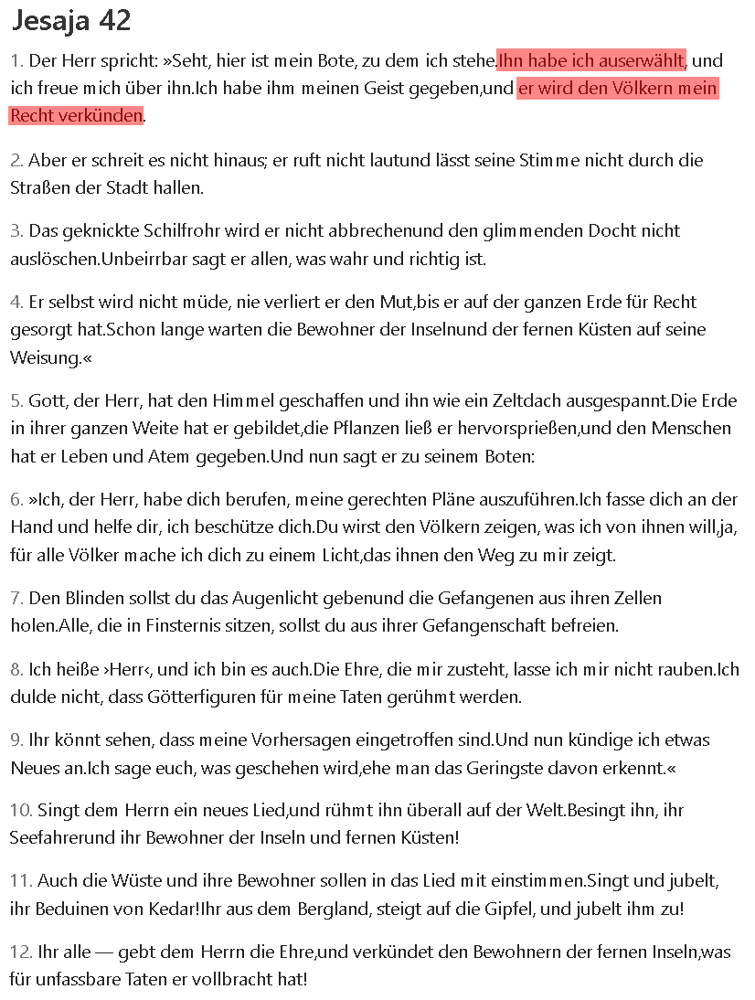 Jesaja 42
1. Der Herr spricht: »Seht, hier ist mein Bote, zu dem ich stehe.Ihn habe ich auserwählt, und
ich freue mich über ihn.Ich habe ihm meinen Geist gegeben,und er wird den Völkern mein
Recht verkünden.
2. Aber er schreit es nicht hinaus; er ruft nicht lautund lässt seine Stimme nicht durch die
Straßen der Stadt hallen.
3. Das geknickte Schilfrohr wird er nicht abbrechenund den glimmenden Docht nicht
auslöschen.Unbeirrbar sagt er allen, was wahr und richtig ist.
4. Er selbst wird nicht müde, nie verliert er den Mut,bis er auf der ganzen Erde für Recht
gesorgt hat.Schon lange warten die Bewohner der Inselnund der fernen Küsten auf seine
Weisung.«
5. Gott, der Herr, hat den Himmel geschaffen und ihn wie ein Zeltdach ausgespannt.Die Erde
in ihrer ganzen Weite hat er gebildet,die Pflanzen ließ er hervorsprießen,und den Menschen
hat er Leben und Atem gegeben.Und nun sagt er zu seinem Boten:
6. »Ich, der Herr, habe dich berufen, meine gerechten Pläne auszuführen.Ich fasse dich an der
Hand und helfe dir, ich beschütze dich.Du wirst den Völkern zeigen, was ich von ihnen will,ja,
für alle Völker mache ich dich zu einem Licht,das ihnen den Weg zu mir zeigt.
7. Den Blinden sollst du das Augenlicht gebenund die Gefangenen aus ihren Zellen
holen.Alle, die in Finsternis sitzen, sollst du aus ihrer Gefangenschaft befreien.
8. Ich heiße ›Herr‹, und ich bin es auch.Die Ehre, die mir zusteht, lasse ich mir nicht rauben.Ich
dulde nicht, dass Götterfiguren für meine Taten gerühmt werden.
9. Ihr könnt sehen, dass meine Vorhersagen eingetroffen sind.Und nun kündige ich etwas
Neues an.Ich sage euch, was geschehen wird,ehe man das Geringste davon erkennt.«
10. Singt dem Herrn ein neues Lied,und rühmt ihn überall auf der Welt.Besingt ihn, ihr
Seefahrerund ihr Bewohner der Inseln und fernen Küsten!
11. Auch die Wüste und ihre Bewohner sollen in das Lied mit einstimmen.Singt und jubelt,
ihr Beduinen von Kedar!Ihr aus dem Bergland, steigt auf die Gipfel, und jubelt ihm zu!
12. Ihr alle — gebt dem Herrn die Ehre,und verkündet den Bewohnern der fernen Inseln,was
für unfassbare Taten er vollbracht hat!